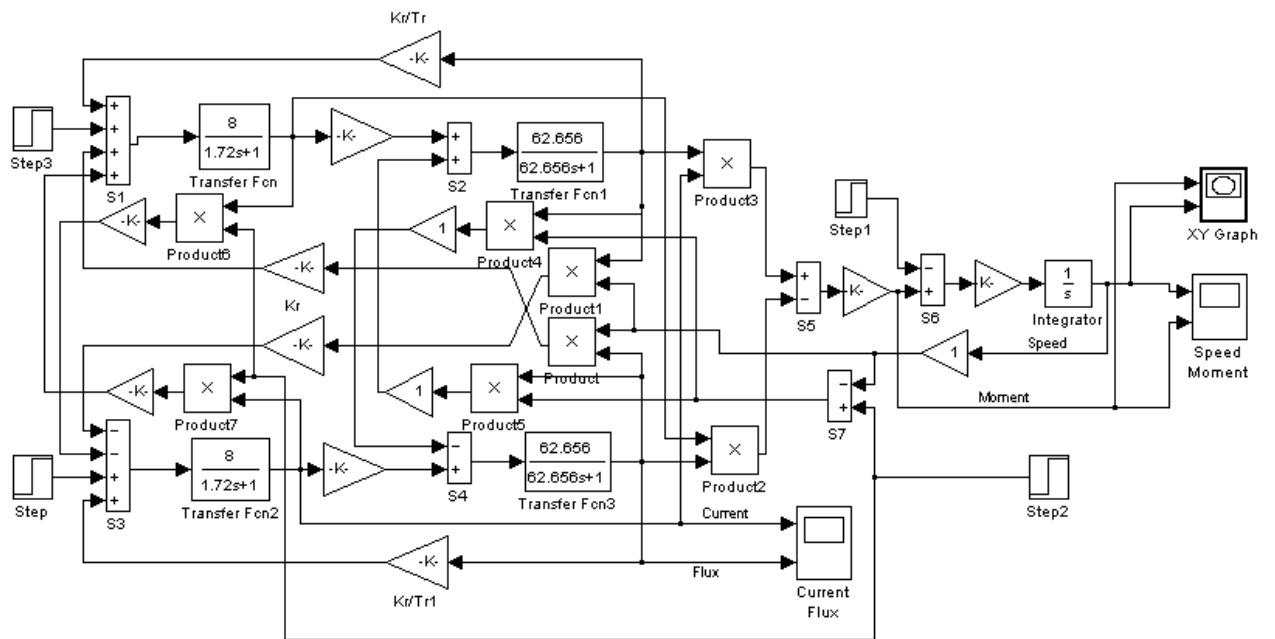 Kr/Tr
-K-
Step3
+
+
+
+
S1
8
1.72s+1
Transfer Fcn
-K-
+
+
S2
62.656
62.656s+1
Transfer Fcn1
×
Product3
-K-
×
Product6
1
×
Product4
Step1
XY Graph
-K-
Kr
×
Product1
+
−
S5
K-
−
+
S6
K-
1
s
Integrator
Speed
Moment
-K-
×
Product
1
Speed
-K-
×
Product7
1
×
Product5
−
+
S7
Moment
−
−
+
+
S3
Step
8
1.72s+1
Transfer Fcn2
-K-
−
+
S4
62.656
62.656s+1
Transfer Fcn3
×
Product2
Step2
Current
-K-
Kr/Tr1
Flux
Current
Flux